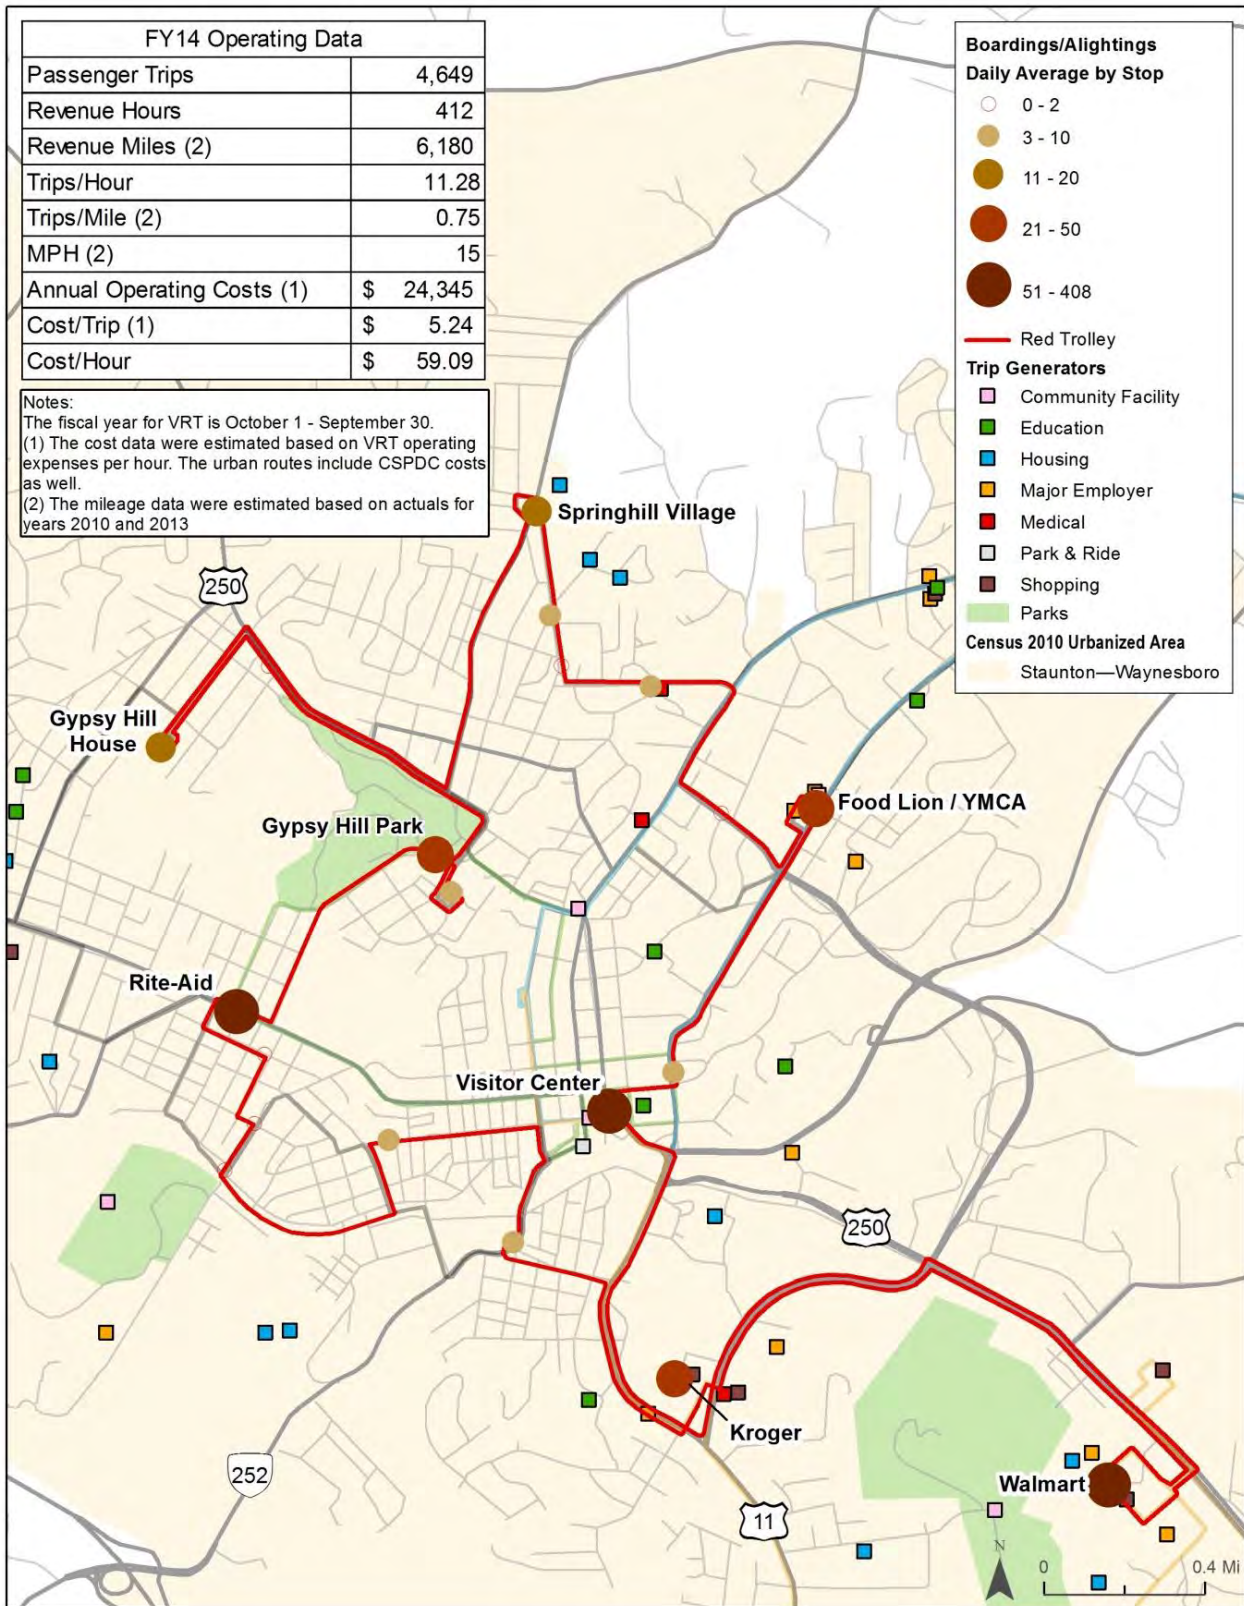 FY14 Operating Data
Passenger Trips 4,649
Revenue Hours 412
Revenue Miles (2) 6,180
Trips/Hour 11.28
Trips/Mile (2) 0.75
MPH (2) 15
Annual Operating Costs (1) $ 24,345
Cost/Trip (1) $ 5.24
Cost/Hour $ 59.09
Notes:
The fiscal year for VRT is October 1 - September 30.
(1) The cost data were estimated based on VRT operating
expenses per hour. The urban routes include CSPDC costs
as well.
(2) The mileage data were estimated based on actuals for
years 2010 and 2013
Boardings/Alightings
Daily Average by Stop
0 - 2
3 - 10
11 - 20
21 - 50
51 - 408
Red Trolley
Trip Generators
Community Facility
Education
Housing
Major Employer
Medical
Park & Ride
Shopping
Parks
Census 2010 Urbanized Area
Staunton—Waynesboro
Springhill Village
250
Gypsy Hill
House
Food Lion / YMCA
Gypsy Hill Park
Rite-Aid
Visitor Center
250
Kroger
252
Walmart
11
N
0 0.4 Mi